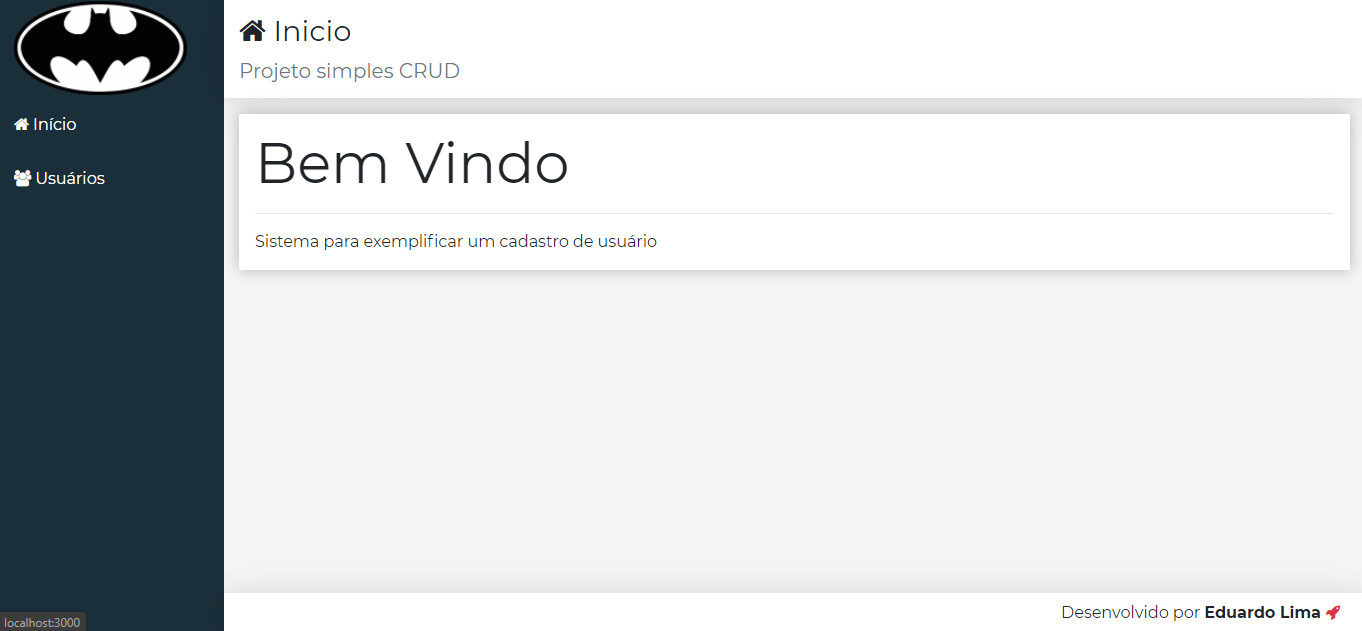 Início
Usuários
Inicio
Projeto simples CRUD
Bem Vindo
Sistema para exemplificar um cadastro de usuário
Desenvolvido por Eduardo Lima
localhost:3000